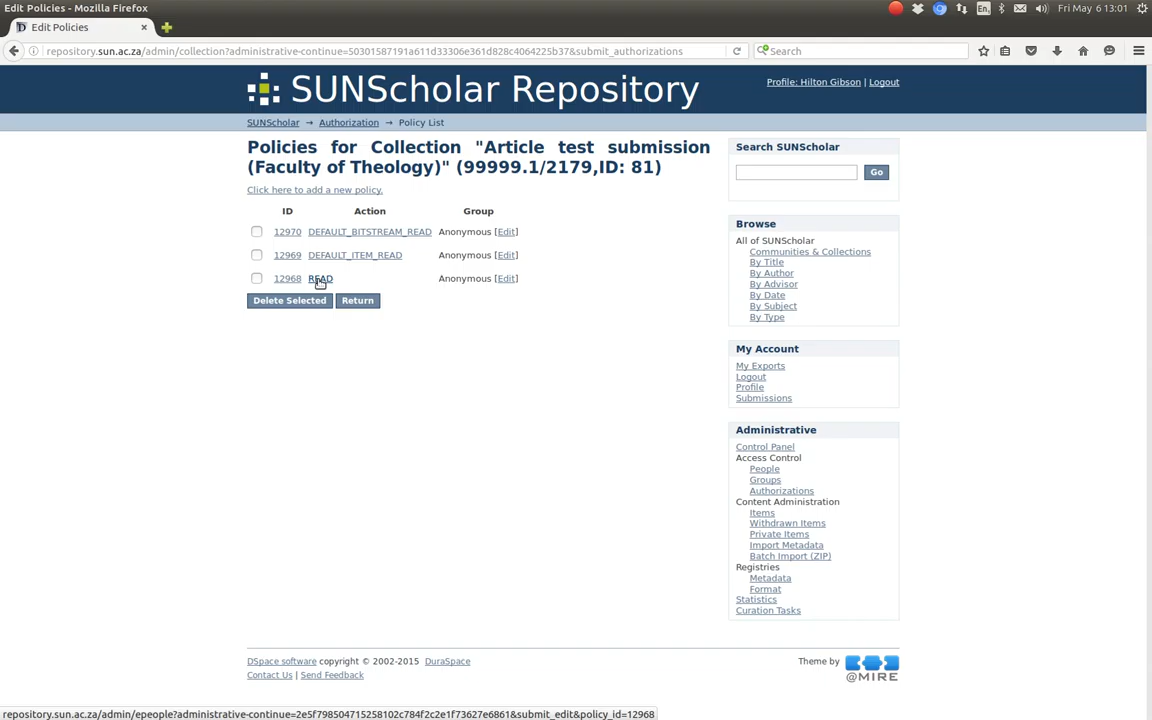 Edit Policies - Mozilla Firefox
En
Fri May 6 13:01
Edit Policies
repository.sun.ac.za/admin/collection?administrative-continue=50301587191a611d33306e361d828c4064225b37&submit_authorizations
Search
SUNScholar Repository
Profile: Hilton Gibson | Logout
SUNScholar → Authorization → Policy List
Policies for Collection "Article test submission
(Faculty of Theology)" (99999.1/2179,ID: 81)
Click here to add a new policy.
ID Action Group
12970 DEFAULT_BITSTREAM_READ Anonymous [Edit]
12969 DEFAULT_ITEM_READ Anonymous [Edit]
12968 READ Anonymous [Edit]
Delete Selected Return
Search SUNScholar
Go
Browse
All of SUNScholar
Communities & Collections
By Title
By Author
By Advisor
By Date
By Subject
By Type
My Account
My Exports
Logout
Profile
Submissions
Administrative
Control Panel
Access Control
People
Groups
Authorizations
Content Administration
Items
Withdrawn Items
Private Items
Import Metadata
Batch Import (ZIP)
Registries
Metadata
Format
Statistics
Curation Tasks
DSpace software copyright © 2002-2015 DuraSpace
Contact Us | Send Feedback
Theme by
@MIRE
repository.sun.ac.za/admin/epeople?administrative-continue=2e5f798504715258102c784f2c2e1f73627e6861&submit_edit&policy_id=12968